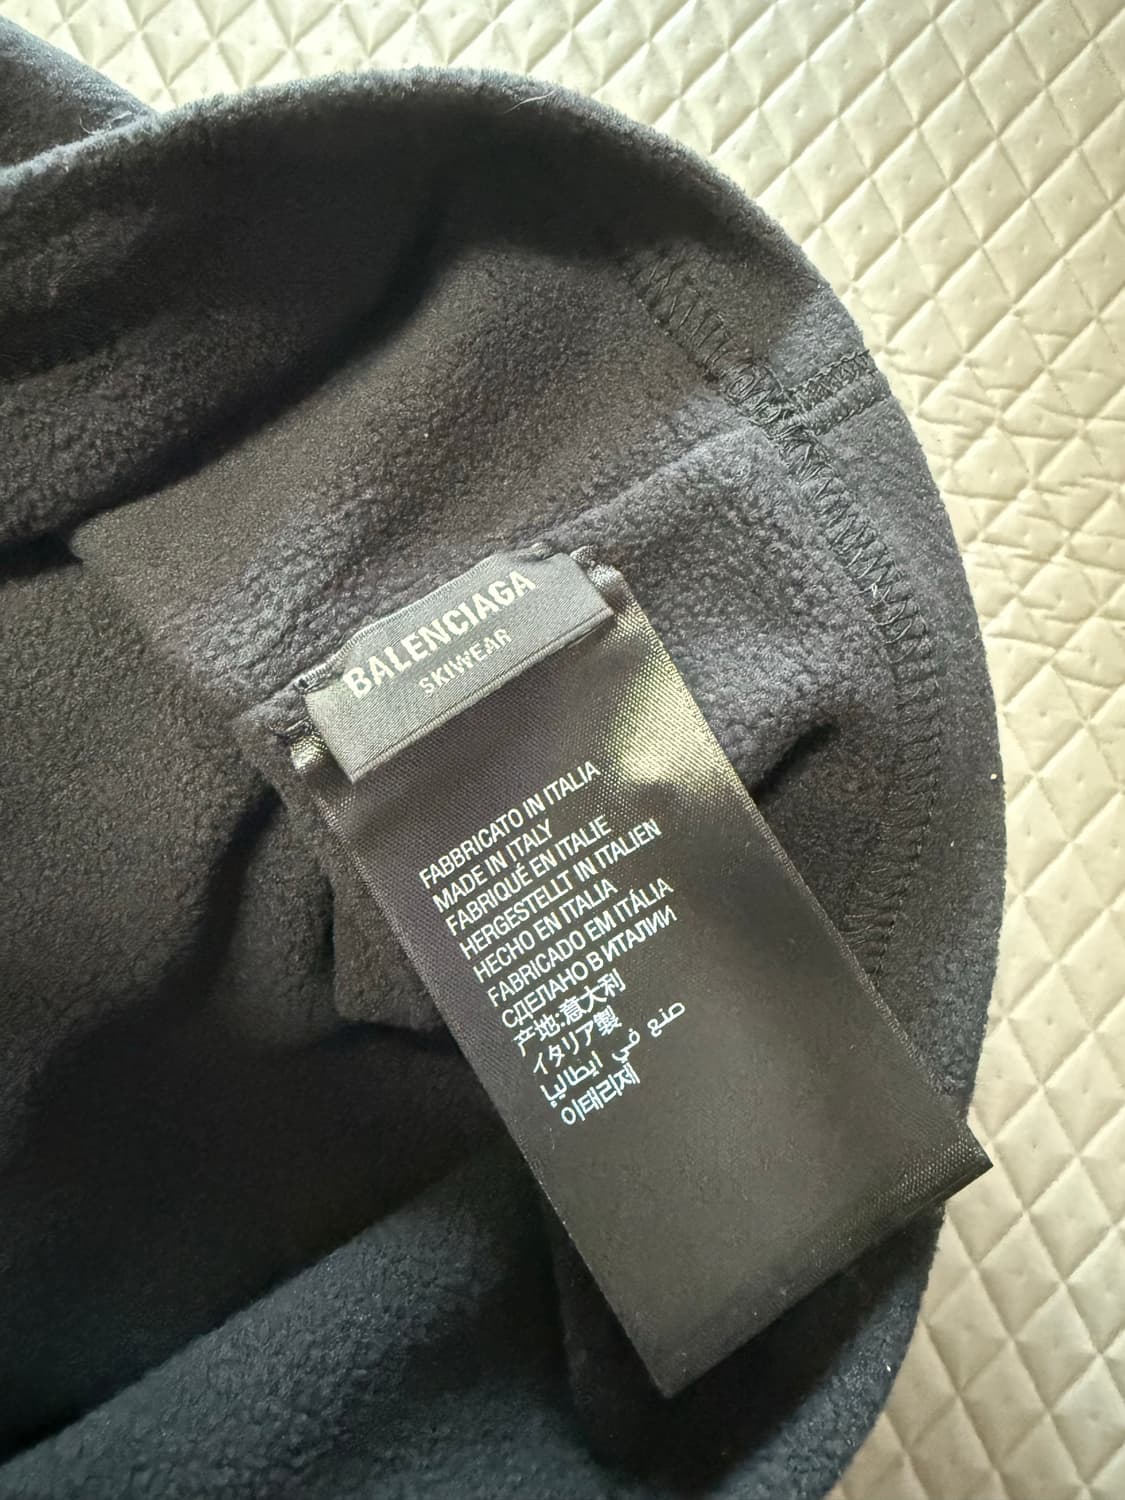 BALENCIAGA
SKIWEAR
FABBRICATO IN ITALIA
MADE IN ITALY
FABRIQUÉ EN ITALIE
HERGESTELLT IN ITALIEN
HECHO EN ITALIA
FABRICADO EM ITÁLIA
СДЕЛАНО В ИТАЛИИ
产地:意大利
イタリア製
صنع في ايطاليا
이태리제